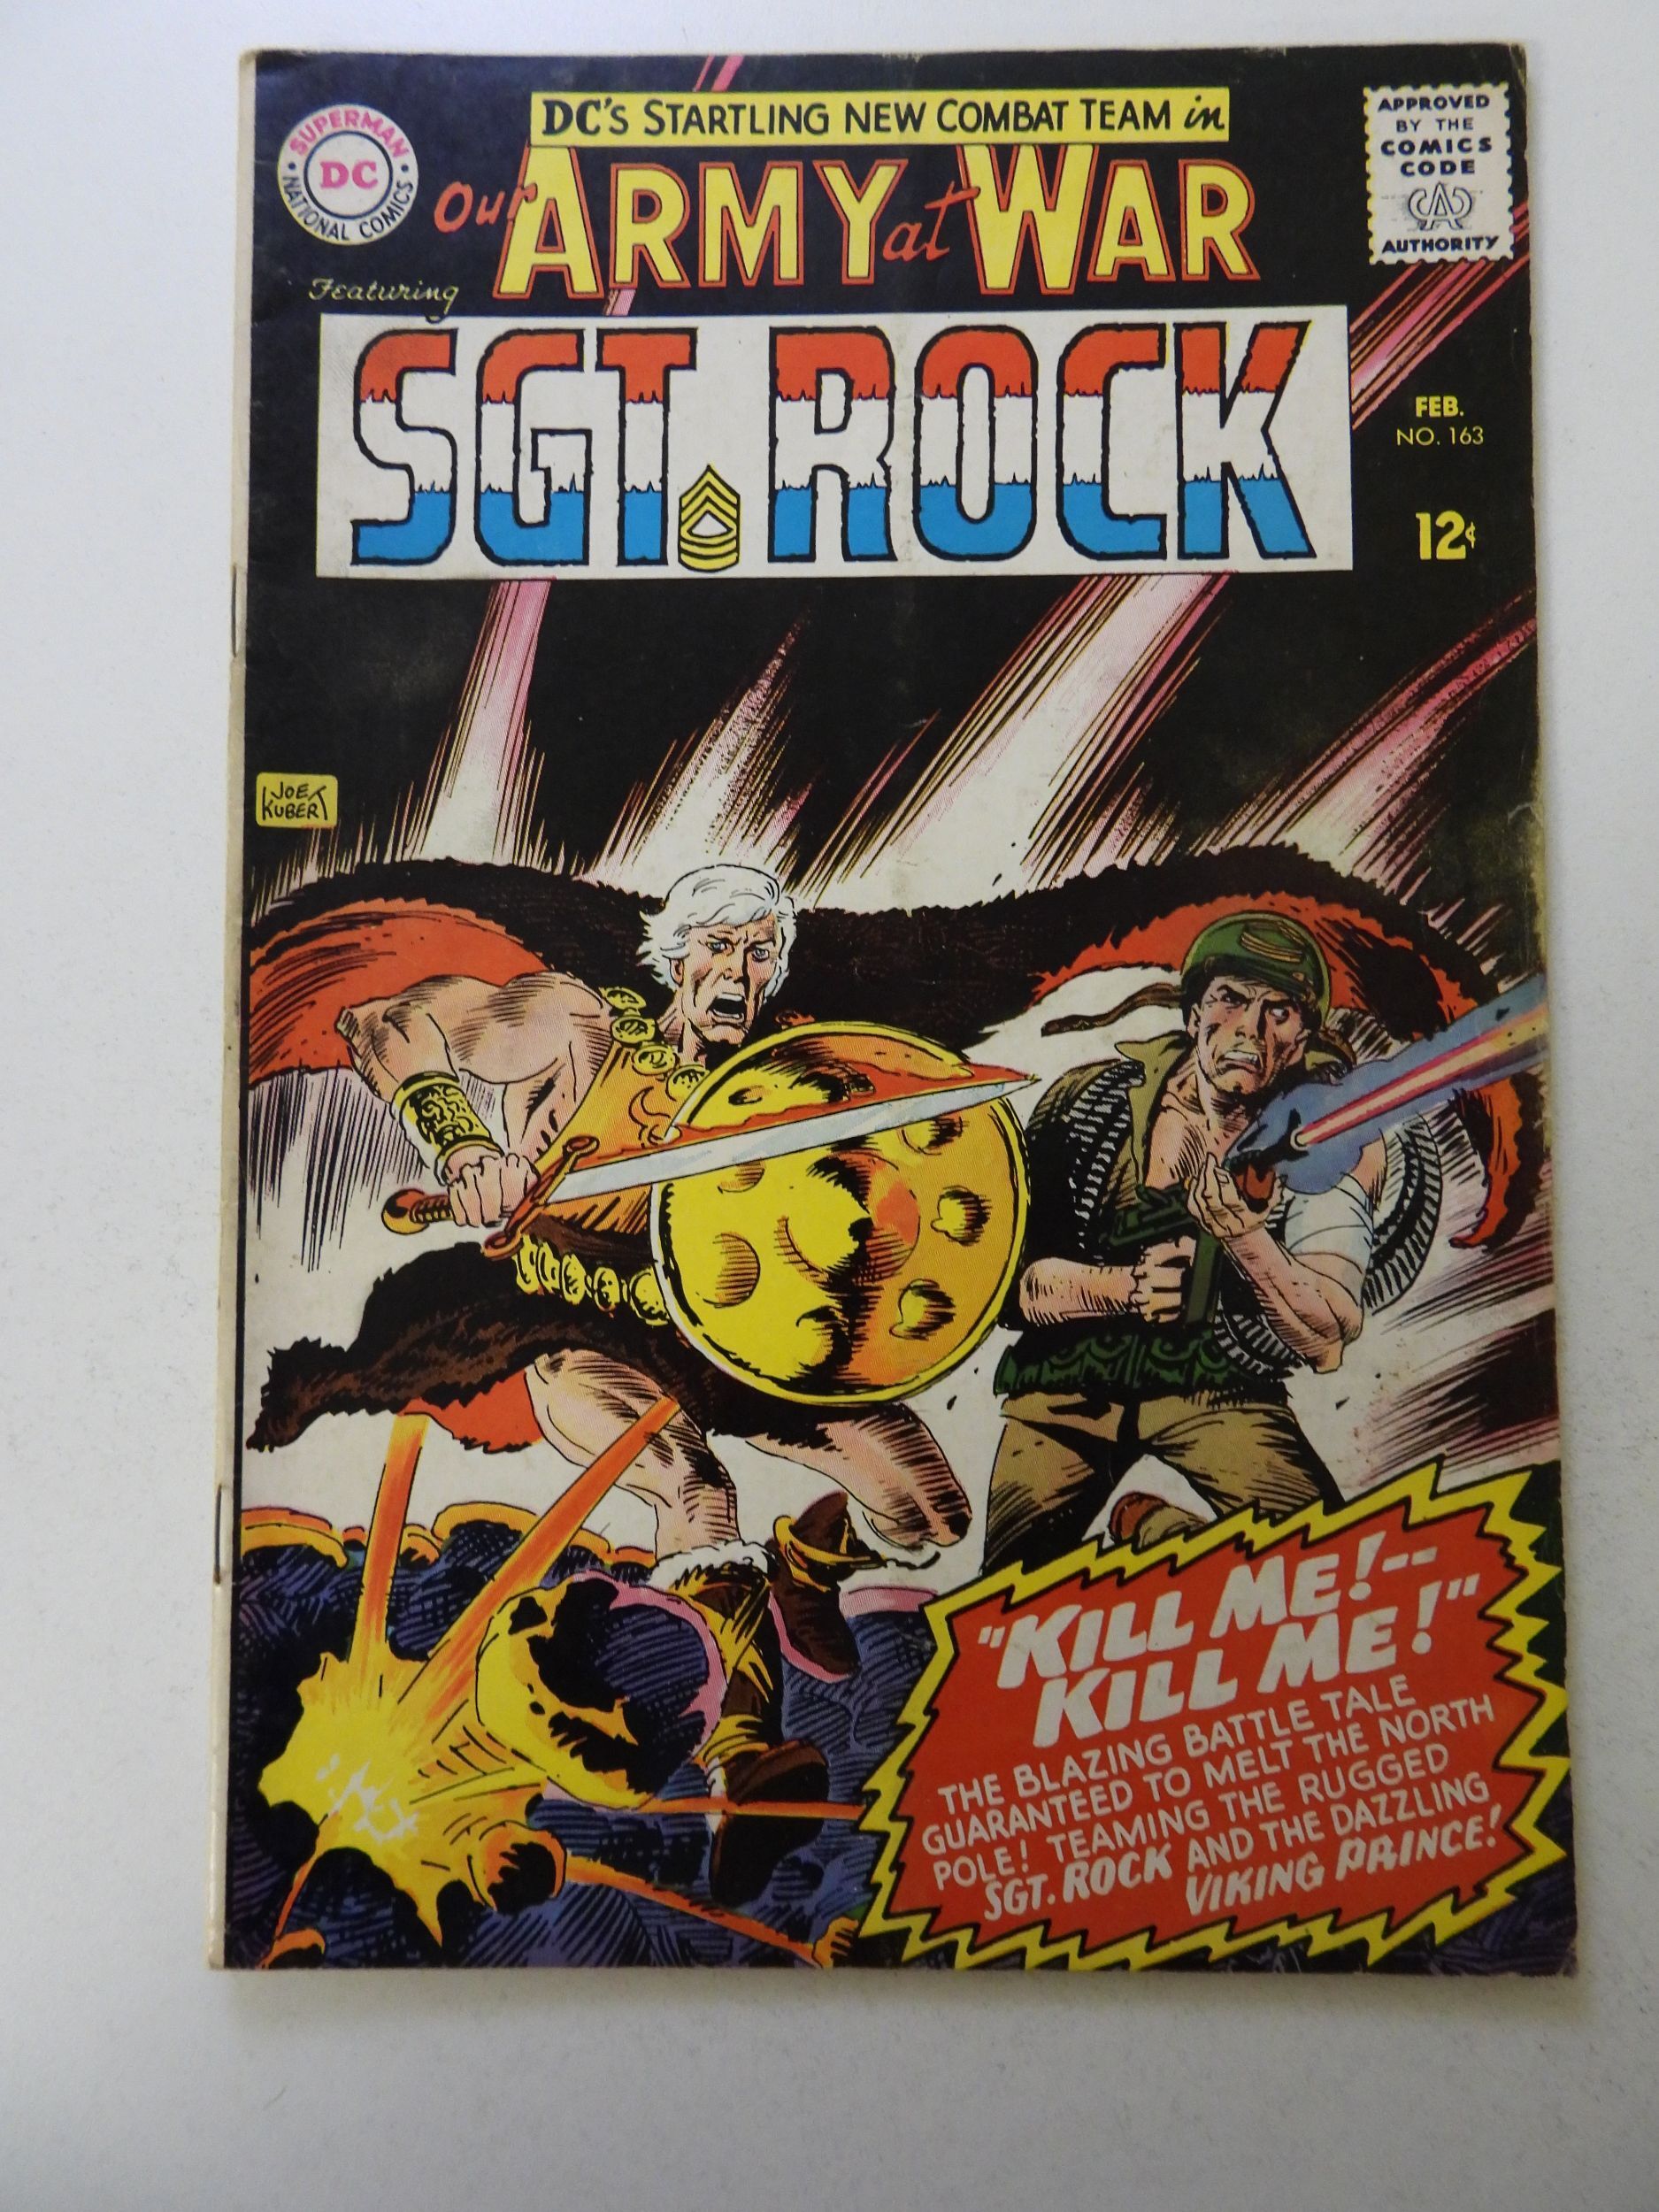 DC'S STARTLING NEW COMBAT TEAM in
SUPERMAN
DC
NATIONAL COMICS
Our ARMY at WAR
APPROVED
BY THE
COMICS
CODE
CA
AUTHORITY
Featuring
SGT. ROCK
FEB.
NO. 163
12¢
JOE
KUBERT
"KILL ME!--
KILL ME!"
THE BLAZING BATTLE TALE
GUARANTEED TO MELT THE NORTH
POLE! TEAMING THE RUGGED
SGT. ROCK AND THE DAZZLING
VIKING PRINCE!